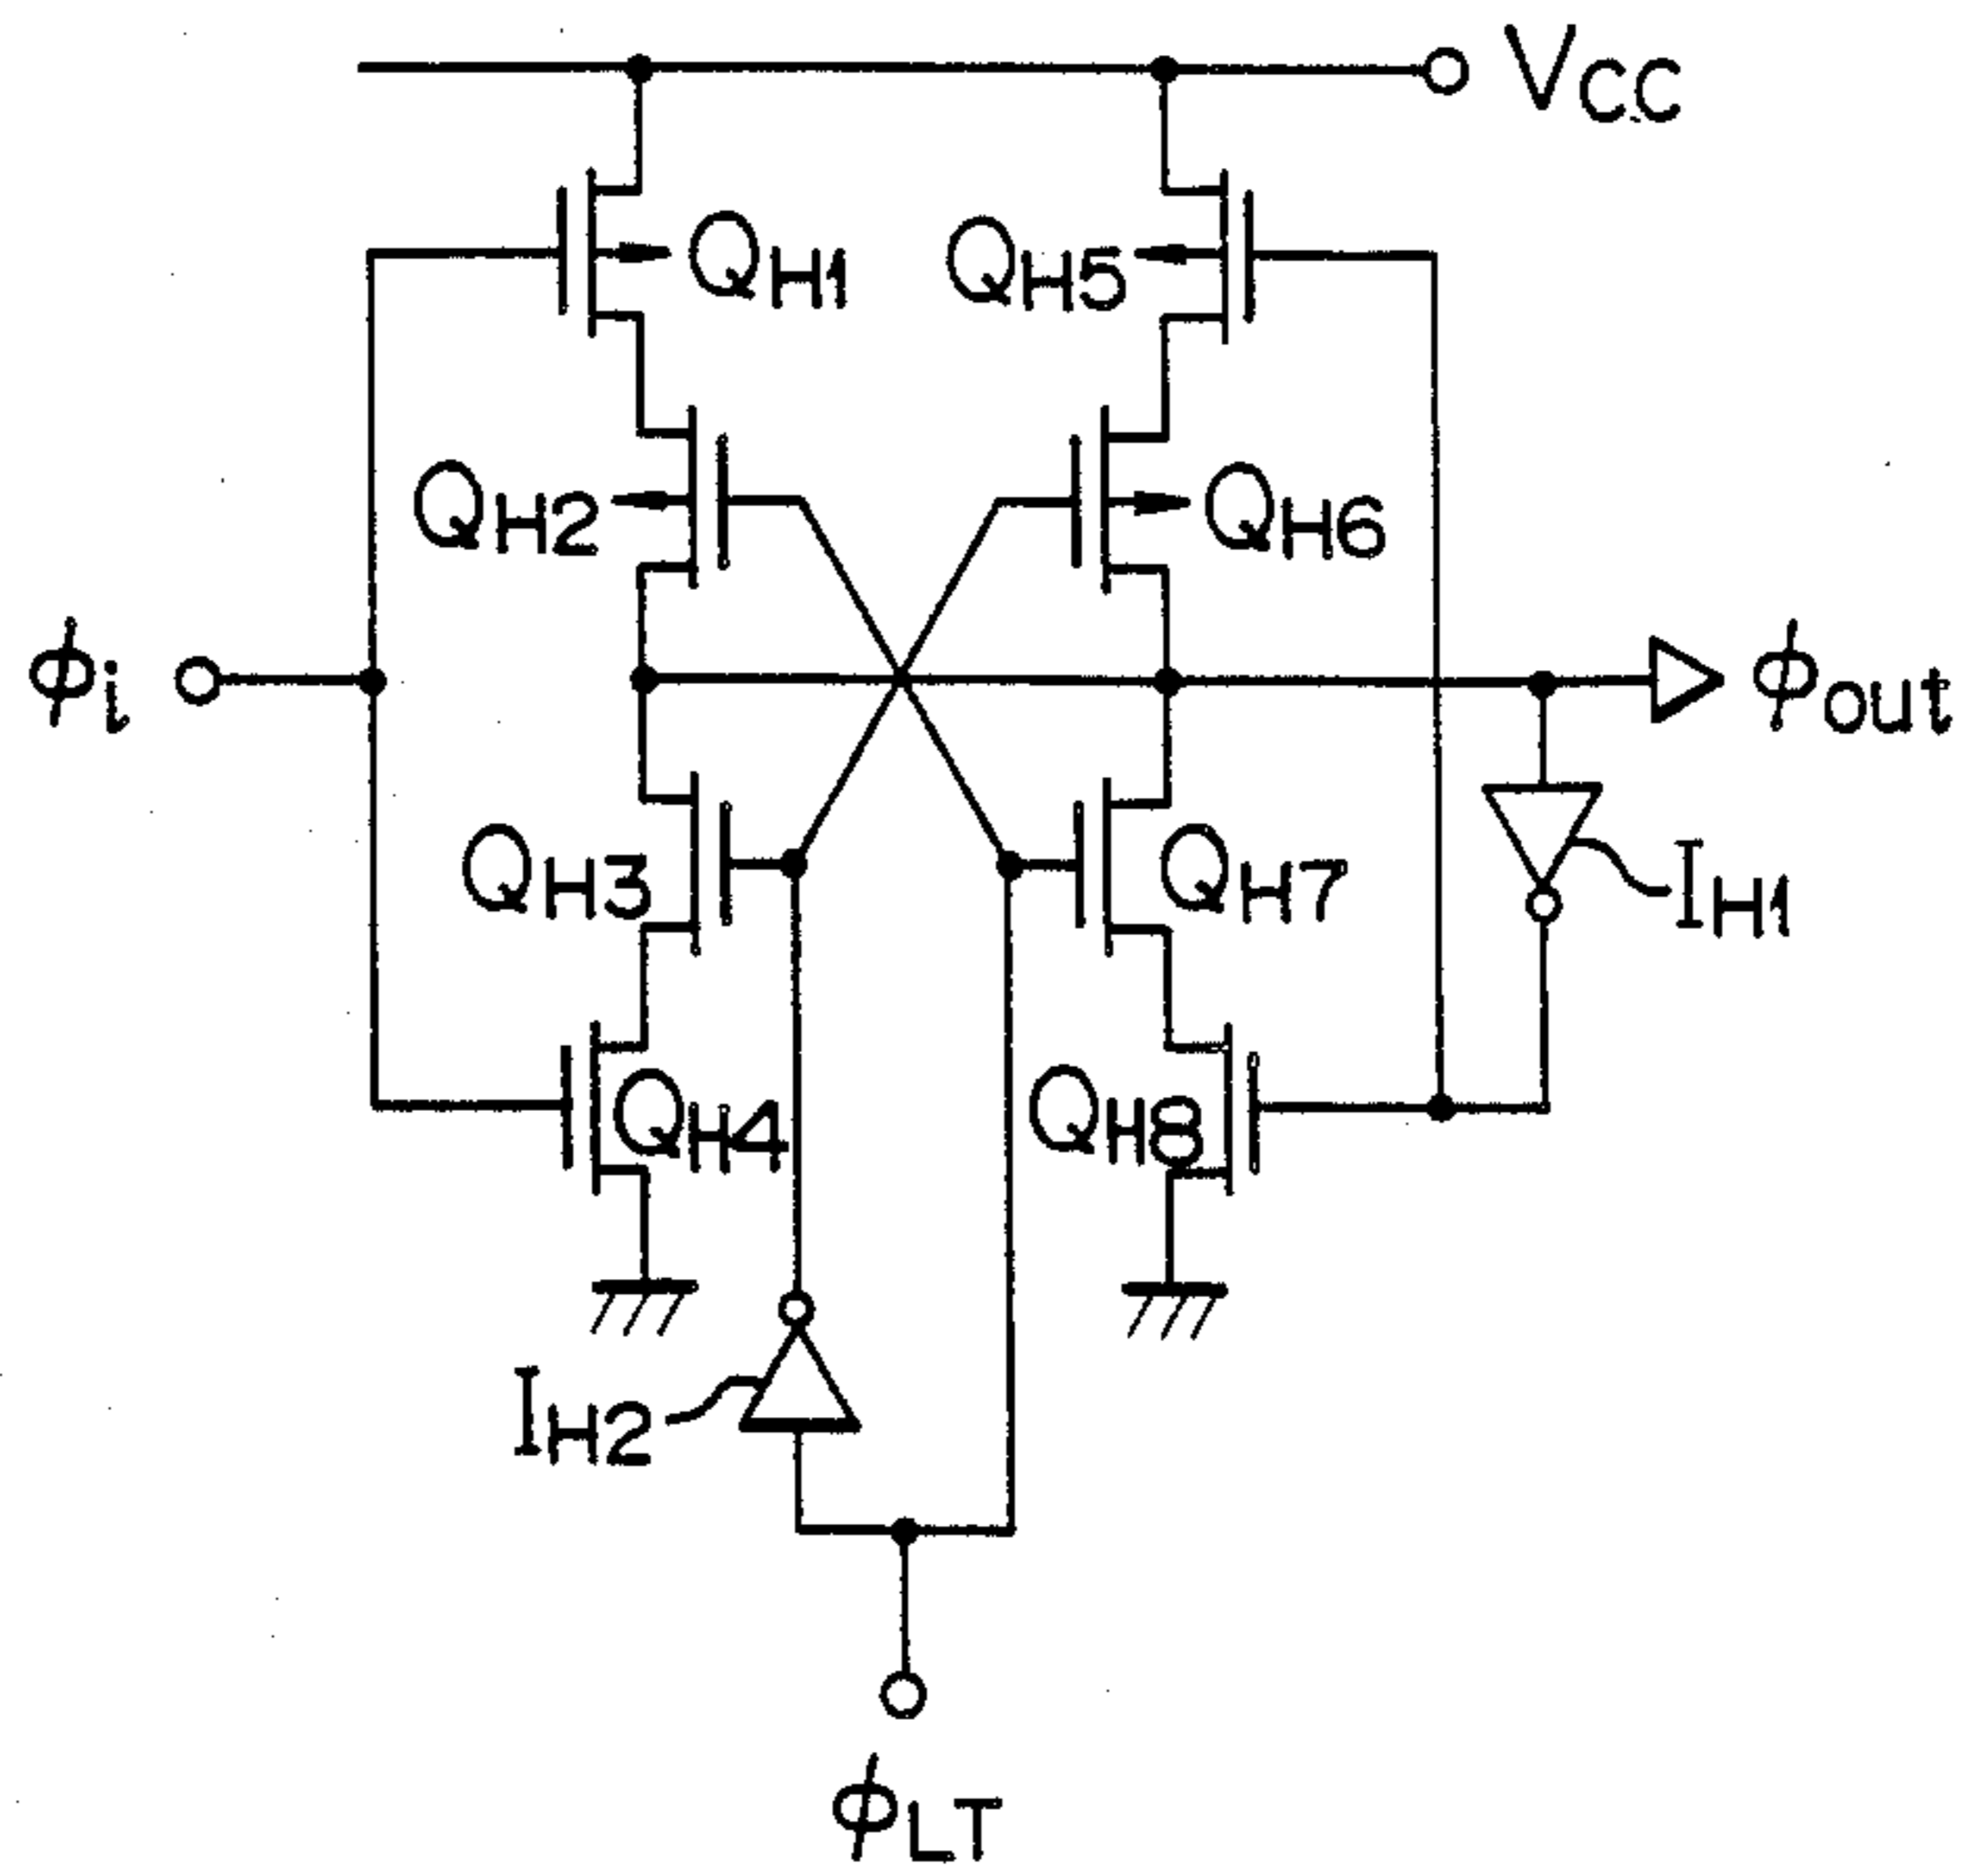 VCC
QH1
QH5
QH2
QH6
ϕi
ϕout
QH3
QH7
IH1
QH4
QH8
IH2
ϕLT